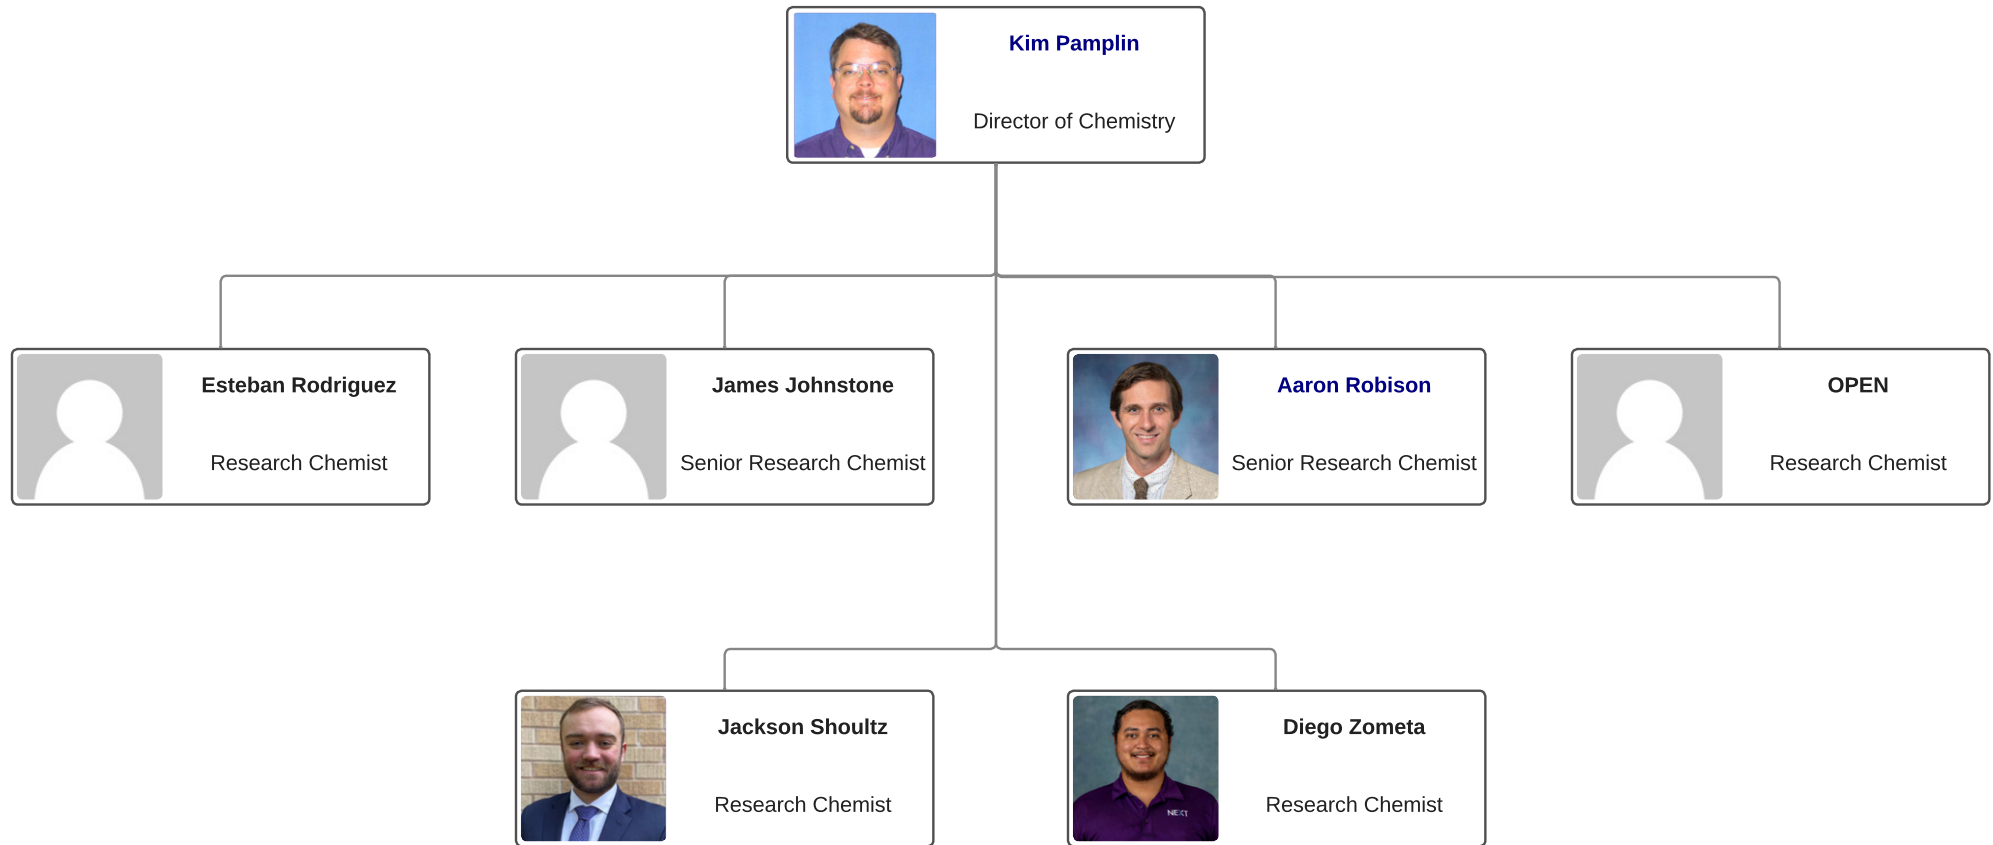 Kim Pamplin
Director of Chemistry
Esteban Rodriguez
Research Chemist
James Johnstone
Senior Research Chemist
Aaron Robison
Senior Research Chemist
OPEN
Research Chemist
Jackson Shoultz
Research Chemist
Diego Zometa
Research Chemist
NEXT